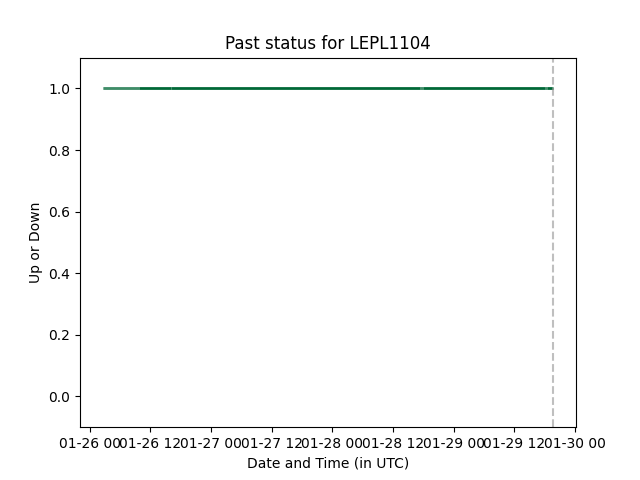 Past status for LEPL1104
1.0
0.8
0.6
0.4
0.2
0.0
Up or Down
01-26 00 01-26 12 01-27 00 01-27 12 01-28 00 01-28 12 01-29 00 01-29 12 01-30 00
Date and Time (in UTC)